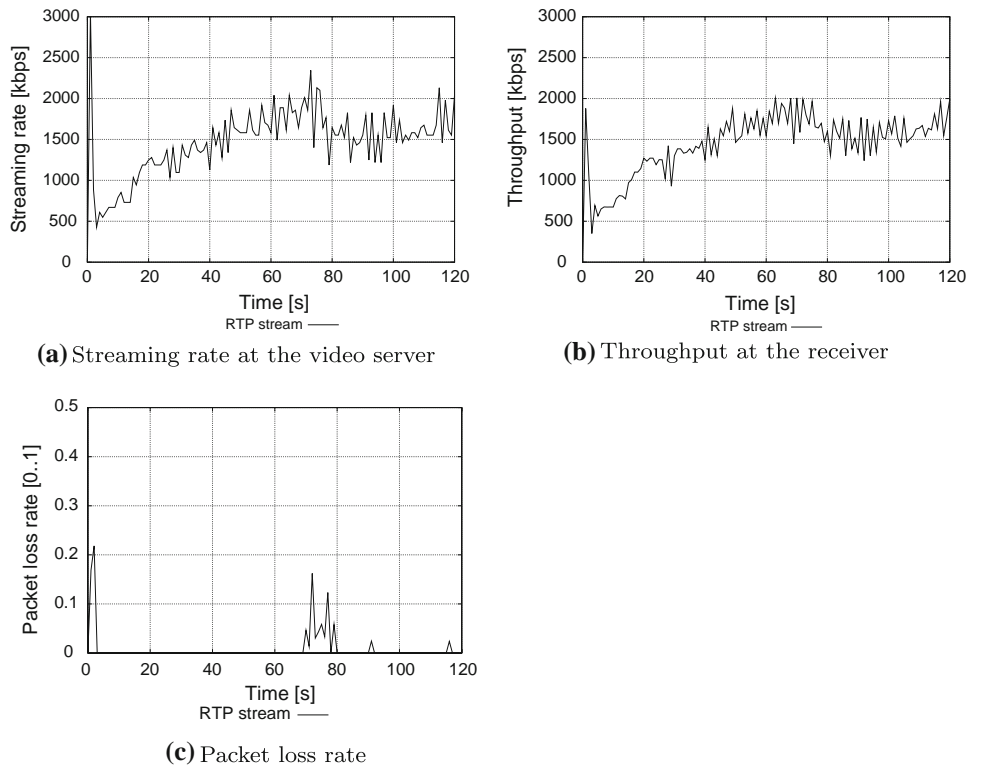 3000
2500
2000
1500
1000
500
0
0 20 40 60 80 100 120
Streaming rate [kbps]
Time [s]
RTP stream
(a) Streaming rate at the video server
3000
2500
2000
1500
1000
500
0
0 20 40 60 80 100 120
Throughput [kbps]
Time [s]
RTP stream
(b) Throughput at the receiver
0.5
0.4
0.3
0.2
0.1
0
0 20 40 60 80 100 120
Packet loss rate [0..1]
Time [s]
RTP stream
(c) Packet loss rate